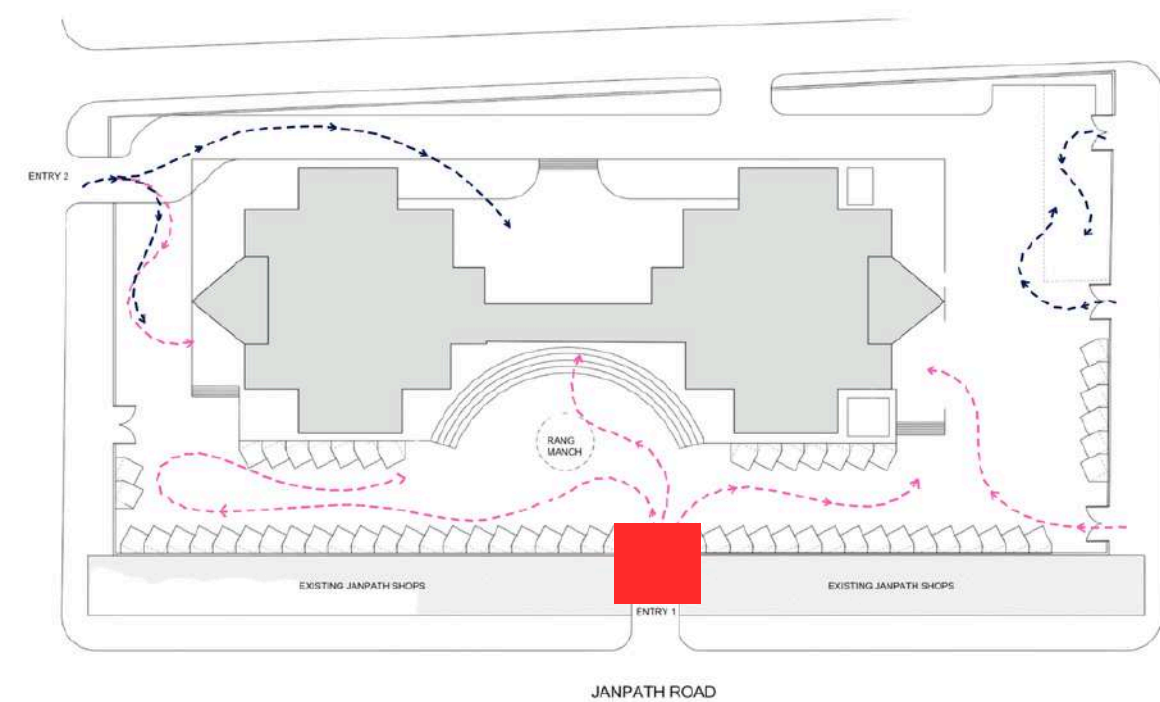 ENTRY 2
RANG
MANCH
EXISTING JANPATH SHOPS
EXISTING JANPATH SHOPS
ENTRY 1
JANPATH ROAD